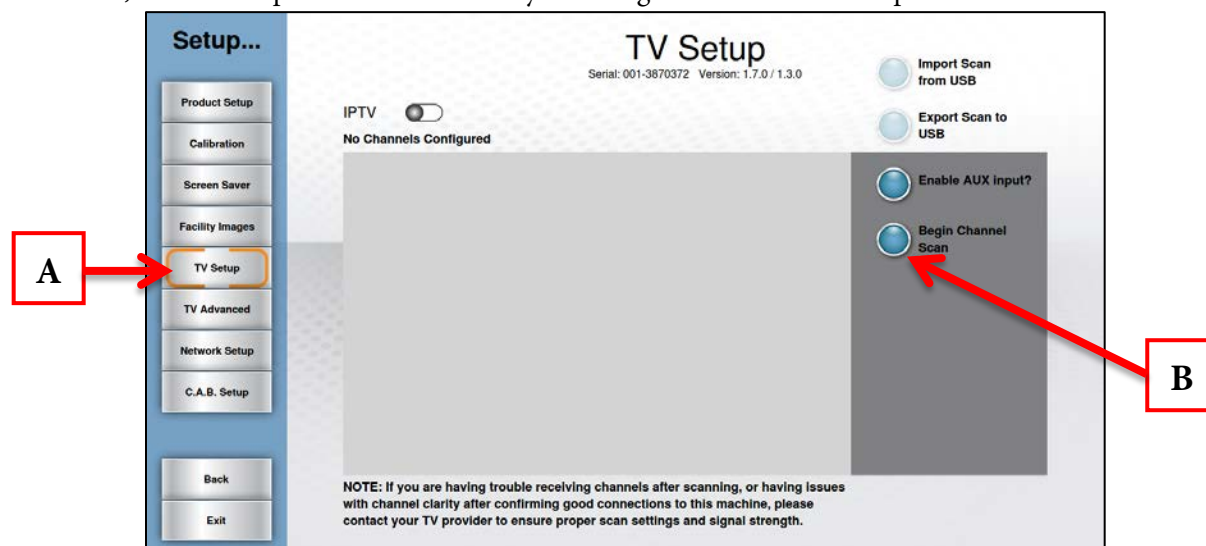 Setup...
TV Setup
Serial: 001-3870372 Version: 1.7.0 / 1.3.0
Import Scan
from USB
Product Setup
IPTV
Export Scan to
USB
No Channels Configured
Calibration
Screen Saver
Enable AUX input?
Facility Images
Begin Channel
Scan
A
TV Setup
TV Advanced
Network Setup
B
C.A.B. Setup
Back
Exit
NOTE: If you are having trouble receiving channels after scanning, or having issues
with channel clarity after confirming good connections to this machine, please
contact your TV provider to ensure proper scan settings and signal strength.